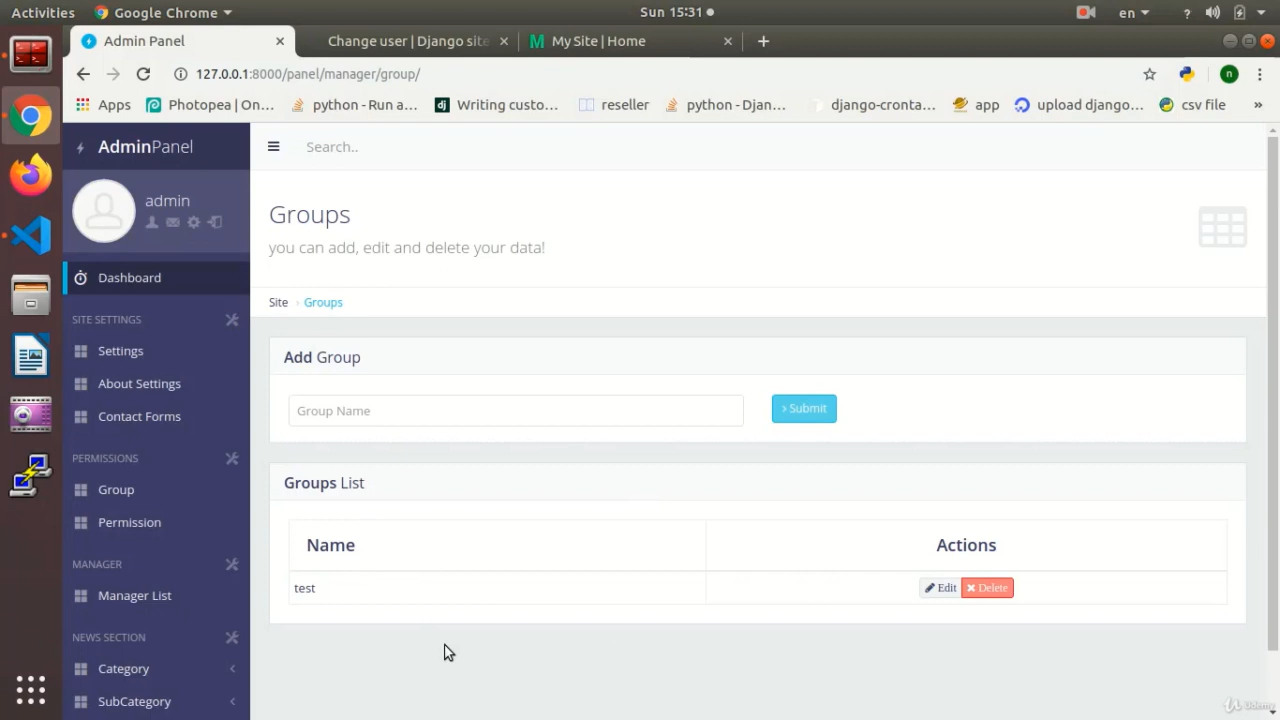 Activities Google Chrome Sun 15:31 en ?
Admin Panel Change user | Django site My Site | Home
127.0.0.1:8000/panel/manager/group/ n
Apps Photopea | On... python - Run a... dj Writing custo... reseller python - Djan... django-cronta... app upload django... csv file »
AdminPanel Search..
admin
Groups
you can add, edit and delete your data!
Dashboard
Site › Groups
SITE SETTINGS
Settings
About Settings
Contact Forms
PERMISSIONS
Group
Permission
MANAGER
Manager List
NEWS SECTION
Category
SubCategory
Add Group
Group Name
› Submit
Groups List
Name Actions
test Edit Delete
Udemy